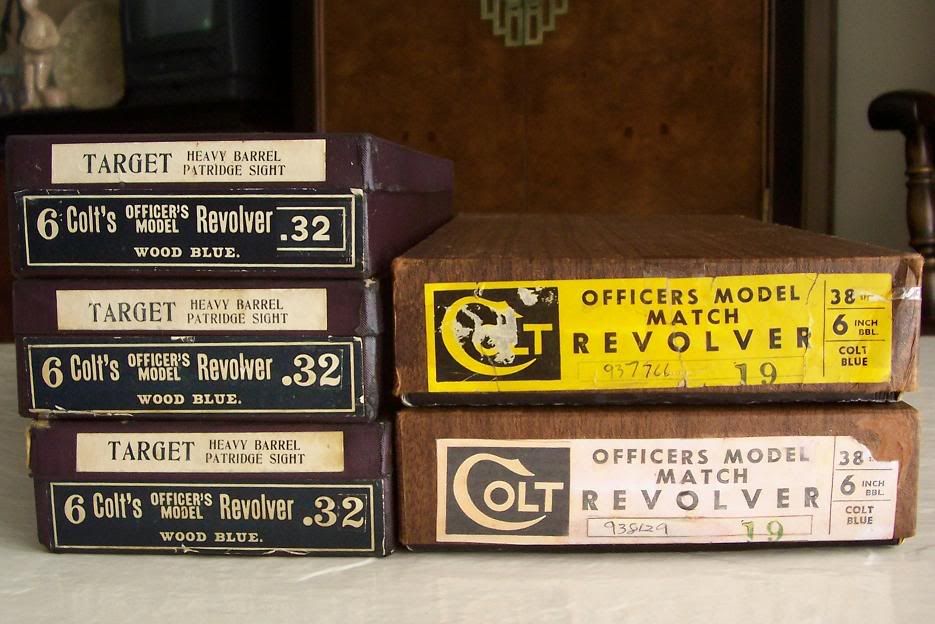 TARGET HEAVY BARREL
PATRIDGE SIGHT
6 Colt's OFFICER'S MODEL Revolver .32
WOOD BLUE.
TARGET HEAVY BARREL
PATRIDGE SIGHT
6 Colt's OFFICER'S MODEL Revolver .32
WOOD BLUE.
TARGET HEAVY BARREL
PATRIDGE SIGHT
6 Colt's OFFICER'S MODEL Revolver .32
WOOD BLUE.
COLT
OFFICERS MODEL
MATCH
REVOLVER
937766 19
38
6 INCH BBL.
COLT
BLUE
COLT
OFFICERS MODEL
MATCH
REVOLVER
19
38
6 INCH BBL.
COLT
BLUE